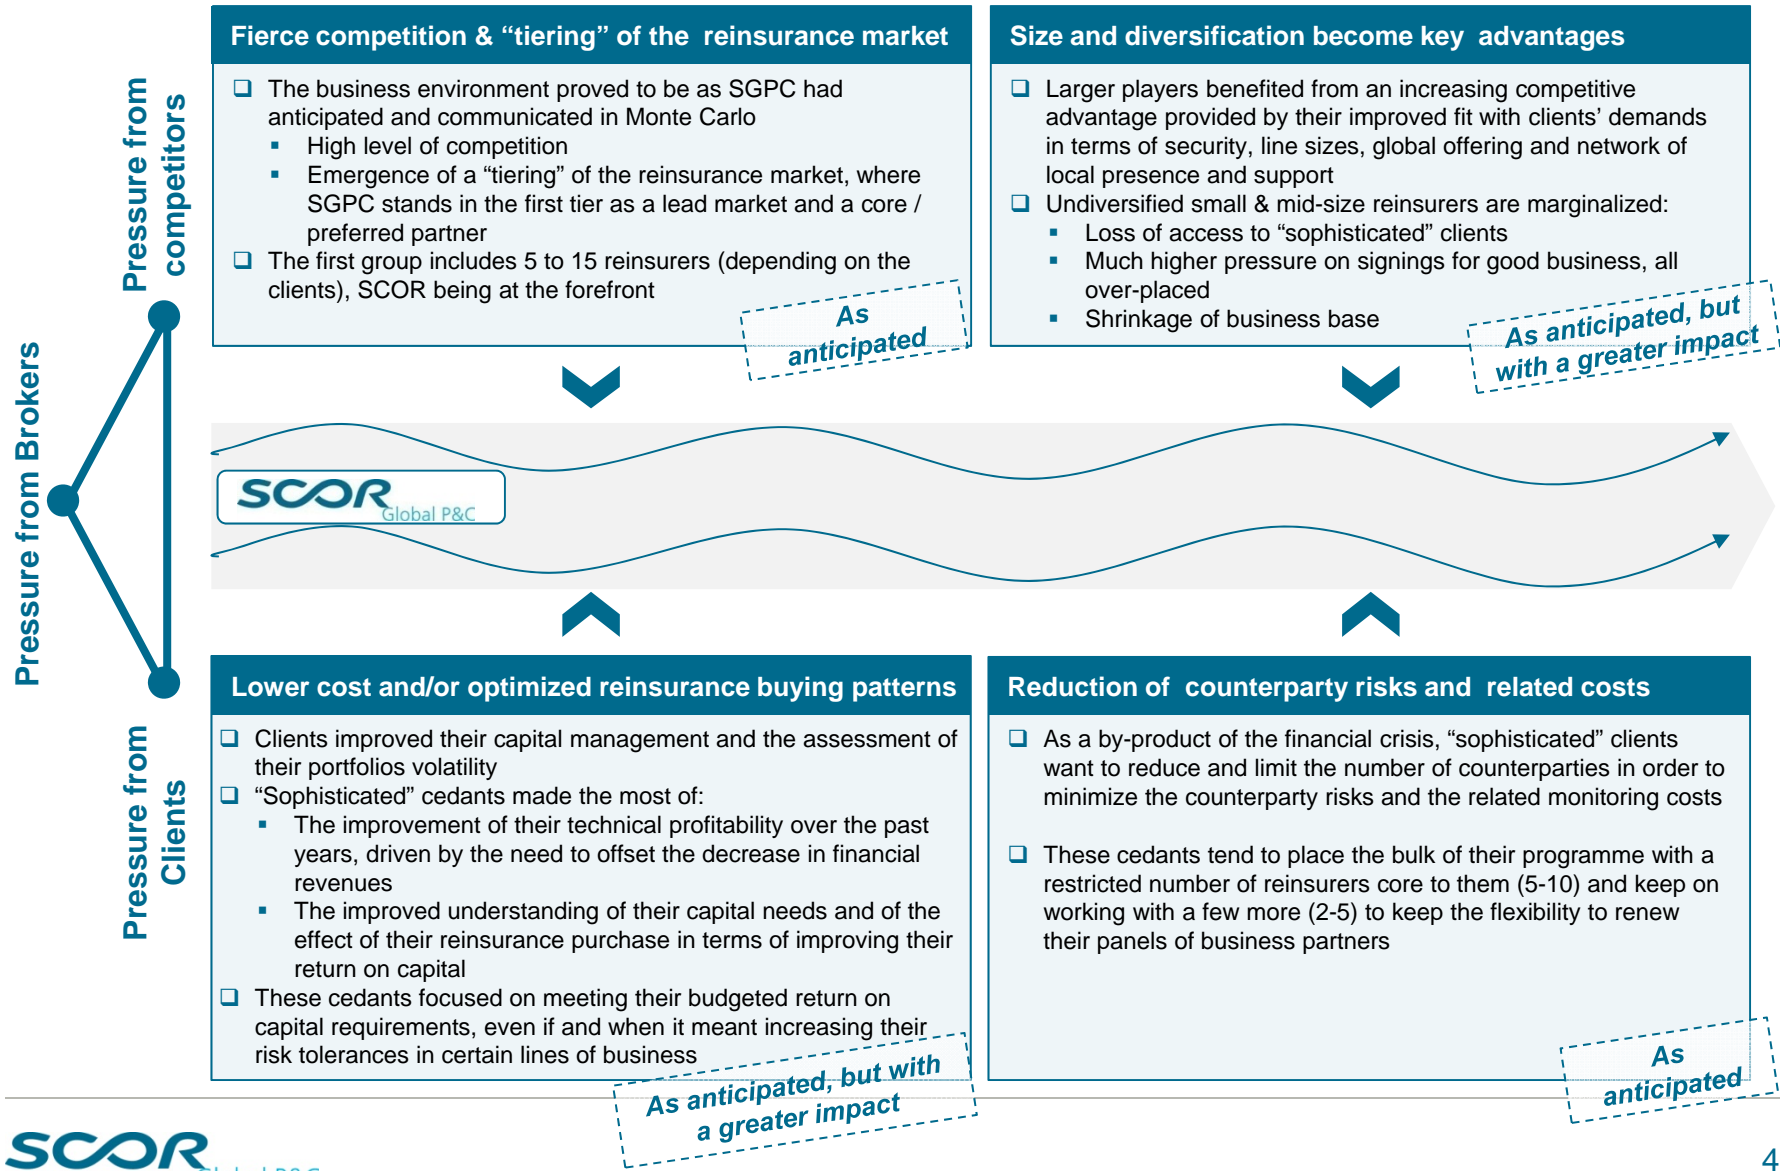 Fierce competition & “tiering” of the reinsurance market
❑ The business environment proved to be as SGPC had
anticipated and communicated in Monte Carlo
▪ High level of competition
▪ Emergence of a “tiering” of the reinsurance market, where
SGPC stands in the first tier as a lead market and a core /
preferred partner
❑ The first group includes 5 to 15 reinsurers (depending on the
clients), SCOR being at the forefront
As
anticipated
Size and diversification become key advantages
❑ Larger players benefited from an increasing competitive
advantage provided by their improved fit with clients’ demands
in terms of security, line sizes, global offering and network of
local presence and support
❑ Undiversified small & mid-size reinsurers are marginalized:
▪ Loss of access to “sophisticated” clients
▪ Much higher pressure on signings for good business, all
over-placed
▪ Shrinkage of business base
As anticipated, but
with a greater impact
Pressure from
competitors
Pressure from Brokers
Pressure from
Clients
SCOR
Global P&C
Lower cost and/or optimized reinsurance buying patterns
❑ Clients improved their capital management and the assessment of
their portfolios volatility
❑ “Sophisticated” cedants made the most of:
▪ The improvement of their technical profitability over the past
years, driven by the need to offset the decrease in financial
revenues
▪ The improved understanding of their capital needs and of the
effect of their reinsurance purchase in terms of improving their
return on capital
❑ These cedants focused on meeting their budgeted return on
capital requirements, even if and when it meant increasing their
risk tolerances in certain lines of business
As anticipated, but with
a greater impact
Reduction of counterparty risks and related costs
❑ As a by-product of the financial crisis, “sophisticated” clients
want to reduce and limit the number of counterparties in order to
minimize the counterparty risks and the related monitoring costs
❑ These cedants tend to place the bulk of their programme with a
restricted number of reinsurers core to them (5-10) and keep on
working with a few more (2-5) to keep the flexibility to renew
their panels of business partners
As
anticipated
SCOR
Global P&C
4